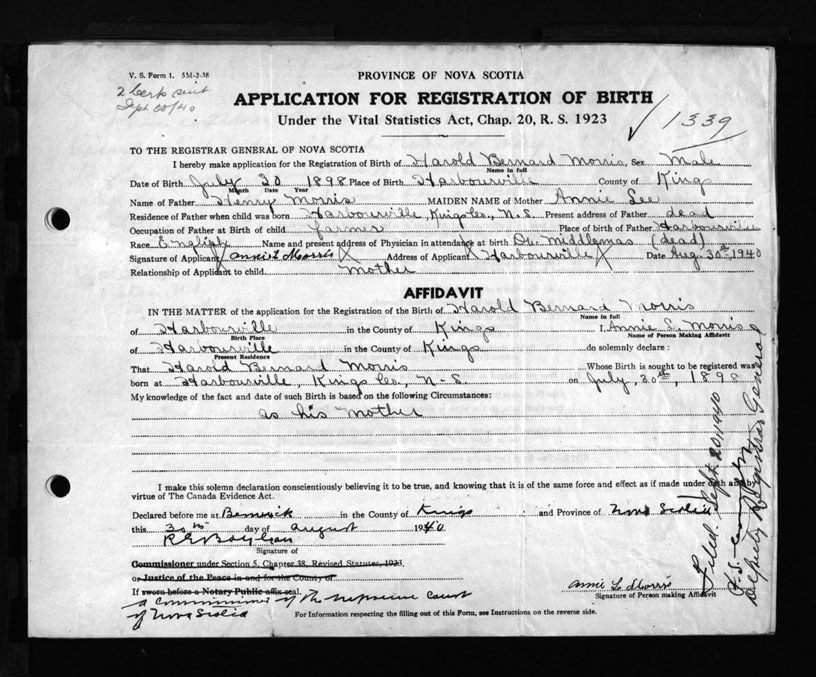 V. S. Form 1. 5M-2-38
PROVINCE OF NOVA SCOTIA
2 Certs sent
Sept 20/40
APPLICATION FOR REGISTRATION OF BIRTH
Under the Vital Statistics Act, Chap. 20, R. S. 1923
1339
TO THE REGISTRAR GENERAL OF NOVA SCOTIA
I hereby make application for the Registration of Birth of Harold Bernard Morris, Sex Male
Name in full
Date of Birth July 30 1898 Place of Birth Harbourville County of Kings
Month Date Year
Name of Father Henry Morris MAIDEN NAME of Mother Annie Lee
Residence of Father when child was born Harbourville, Kings Co., N. S. Present address of Father dead
Occupation of Father at Birth of child Farmer Place of birth of Father Harbourville
Race English Name and present address of Physician in attendance at birth Dr. Middlemas (dead)
Signature of Applicant Annie L Morris Address of Applicant Harbourville Date Aug. 30th, 1940
Relationship of Applicant to child Mother
AFFIDAVIT
IN THE MATTER of the application for the Registration of the Birth of Harold Bernard Morris
Name in full
of Harbourville in the County of Kings I, Annie L. Morris
Birth Place Name of Person Making Affidavit
of Harbourville in the County of Kings do solemnly declare :
Present Residence
That Harold Bernard Morris Whose Birth is sought to be registered was
born at Harbourville, Kings Co., N. S. on July, 30th, 1898
My knowledge of the fact and date of such Birth is based on the following Circumstances:
as his Mother
I make this solemn declaration conscientiously believing it to be true, and knowing that it is of the same force and effect as if made under oath and by
virtue of The Canada Evidence Act.
Declared before me at Berwick in the County of Kings and Province of Nova Scotia
this 30th day of August 1940
Signature of
Commissioner under Section 5, Chapter 38, Revised Statutes, 1923,
or Justice of the Peace in and for the County of
If sworn before a Notary Public affix seal.
a Commissioner of the Supreme Court
of Nova Scotia
Annie L Morris
Signature of Person making Affidavit
For Information respecting the filling out of this Form, see Instructions on the reverse side.
Filed Sept. 20, 1940
Deputy Registrar General